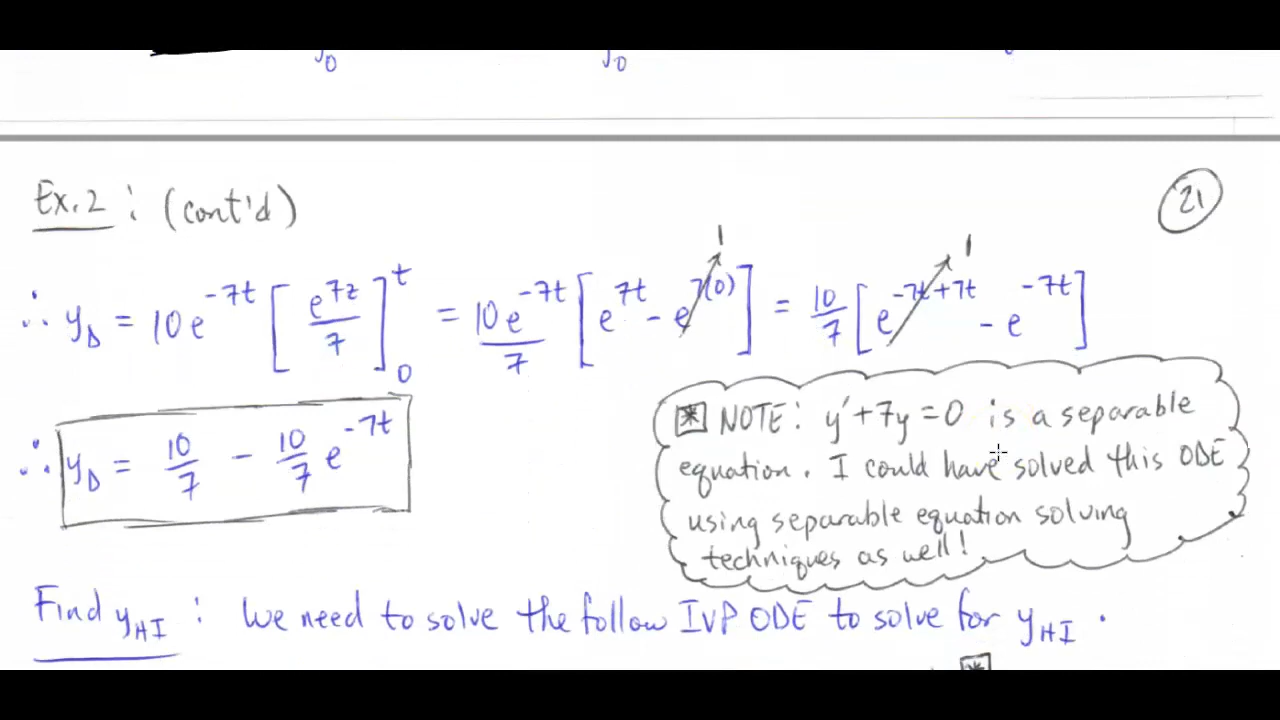 Ex.2 : (cont'd)
21
∴ y_D = 10e^{-7t} [e^{7z}/7]_0^t = 10e^{-7t}/7 [e^{7t} - e^{7(0)}] = 10/7 [e^{-7t+7t} - e^{-7t}]
1
1
∴ y_D = 10/7 - 10/7 e^{-7t}
* NOTE: y' + 7y = 0 is a separable
equation. I could have solved this ODE
using separable equation solving
techniques as well!
Find y_HI : We need to solve the follow IVP ODE to solve for y_HI .
*